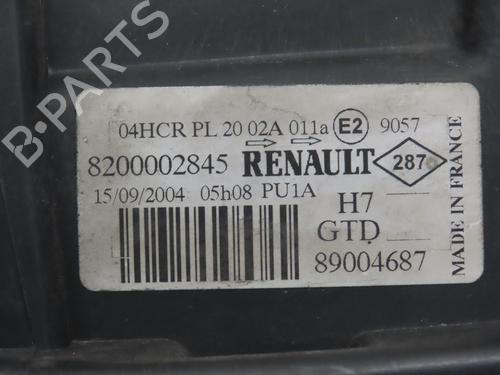 04HCR PL 20 02A 011a E2 9057
8200002845 RENAULT 287
15/09/2004 05h08 PU1A
H7
GTD
89004687
MADE IN FRANCE
B-PARTS